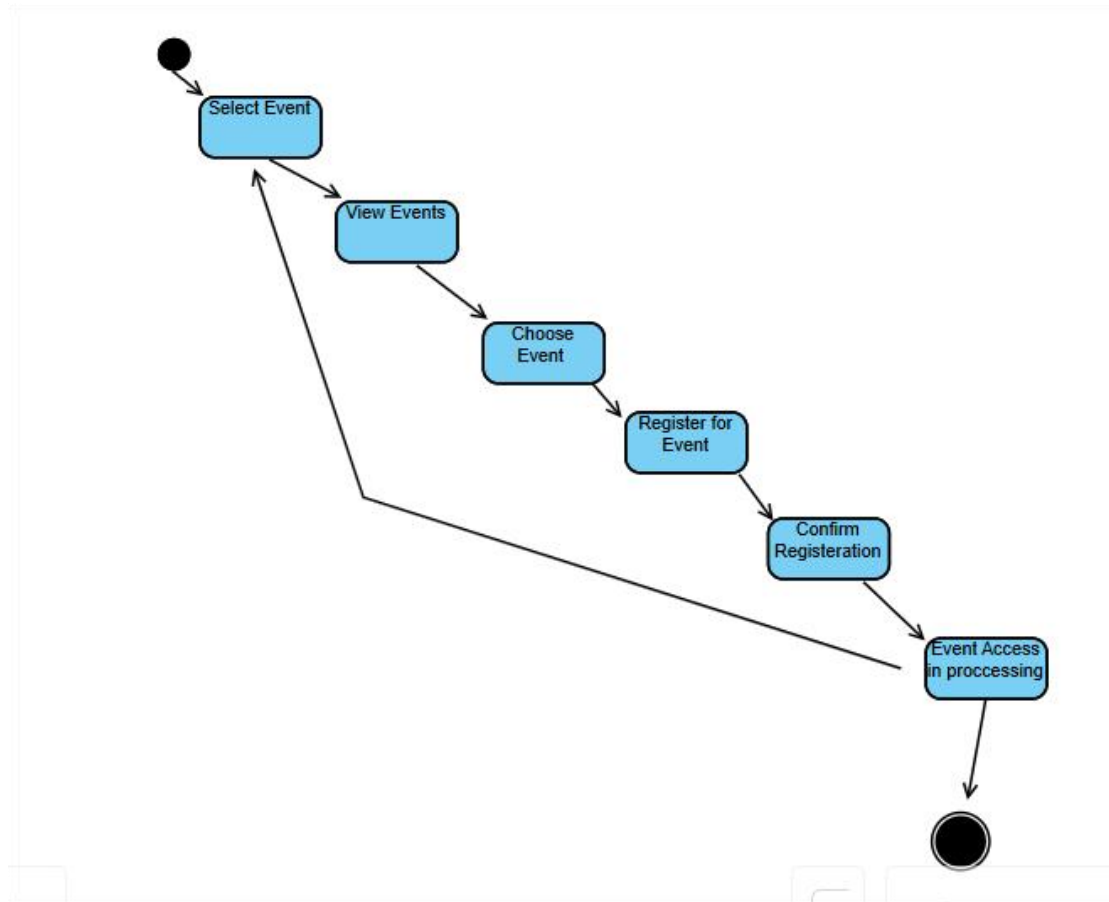 Select Event
View Events
Choose
Event
Register for
Event
Confirm
Registeration
Event Access
in proccessing